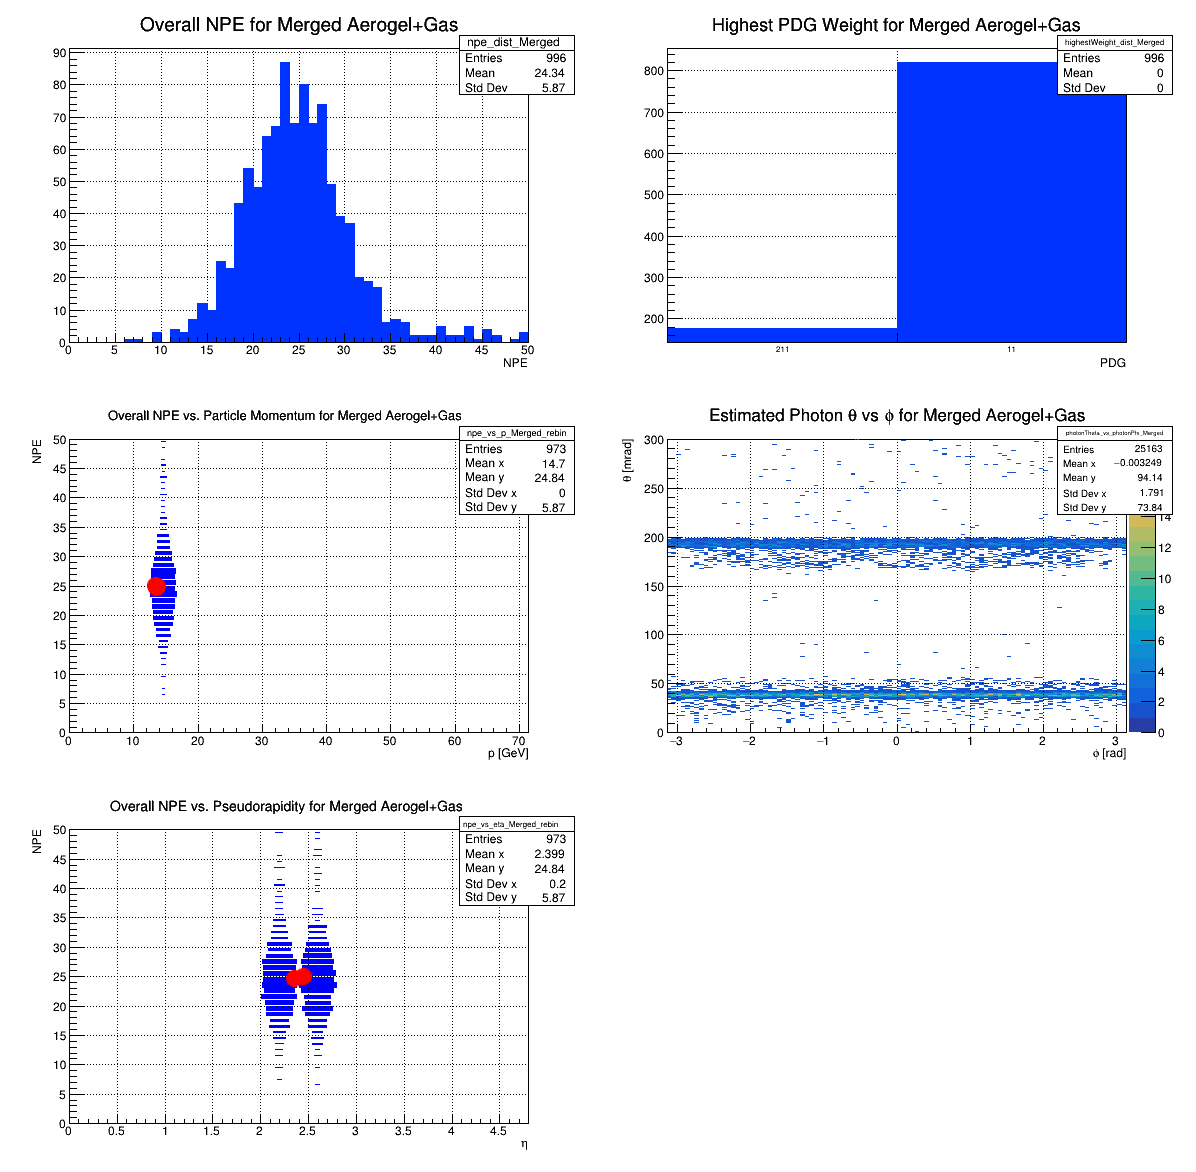 Overall NPE for Merged Aerogel+Gas
npe_dist_Merged
Entries 996
Mean 24.34
Std Dev 5.87
90
80
70
60
50
40
30
20
10
0
0 5 10 15 20 25 30 35 40 45 50
NPE
Highest PDG Weight for Merged Aerogel+Gas
highestWeight_dist_Merged
Entries 996
Mean 0
Std Dev 0
800
700
600
500
400
300
200
211 11
PDG
Overall NPE vs. Particle Momentum for Merged Aerogel+Gas
npe_vs_p_Merged_rebin
Entries 973
Mean x 14.7
Mean y 24.84
Std Dev x 0
Std Dev y 5.87
NPE
50
45
40
35
30
25
20
15
10
5
0
0 10 20 30 40 50 60 70
p [GeV]
Estimated Photon θ vs ϕ for Merged Aerogel+Gas
photonTheta_vs_photonPhi_Merged
Entries 25163
Mean x −0.003249
Mean y 94.14
Std Dev x 1.791
Std Dev y 73.84
θ [mrad]
300
250
200
150
100
50
0
−3 −2 −1 0 1 2 3
ϕ [rad]
14
12
10
8
6
4
2
0
Overall NPE vs. Pseudorapidity for Merged Aerogel+Gas
npe_vs_eta_Merged_rebin
Entries 973
Mean x 2.399
Mean y 24.84
Std Dev x 0.2
Std Dev y 5.87
NPE
50
45
40
35
30
25
20
15
10
5
0
0 0.5 1 1.5 2 2.5 3 3.5 4 4.5
η